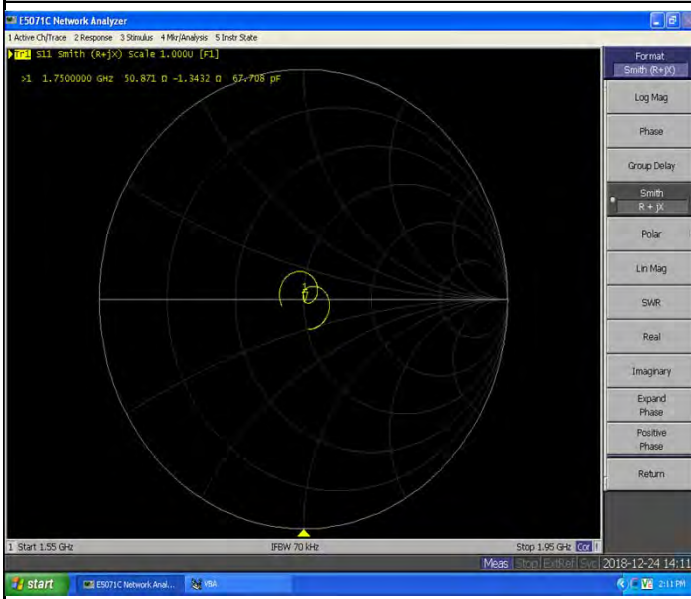 E5071C Network Analyzer
1 Active Ch/Trace 2 Response 3 Stimulus 4 Mkr/Analysis 5 Instr State
Tr1 S11 Smith (R+jX) Scale 1.000U [F1]
>1 1.7500000 GHz 50.871 Ω -1.3432 Ω 67.708 pF
1
Format
Smith (R+jX)
Log Mag
Phase
Group Delay
Smith
R + jX
Polar
Lin Mag
SWR
Real
Imaginary
Expand
Phase
Positive
Phase
Return
1 Start 1.55 GHz IFBW 70 kHz Stop 1.95 GHz Cor !
Meas Stop ExtRef Svc 2018-12-24 14:11
start E5071C Network Anal... VBA 2:11 PM